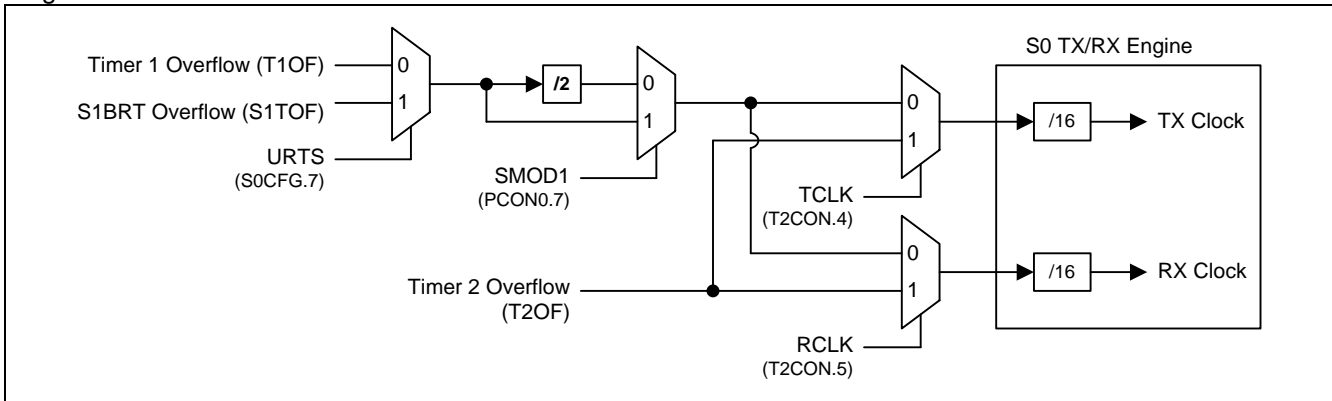 S0 TX/RX Engine
Timer 1 Overflow (T1OF)
0
/2
0
0
S1BRT Overflow (S1TOF)
1
1
/16
TX Clock
1
URTS
(S0CFG.7)
SMOD1
(PCON0.7)
TCLK
(T2CON.4)
0
/16
RX Clock
Timer 2 Overflow
(T2OF)
1
RCLK
(T2CON.5)